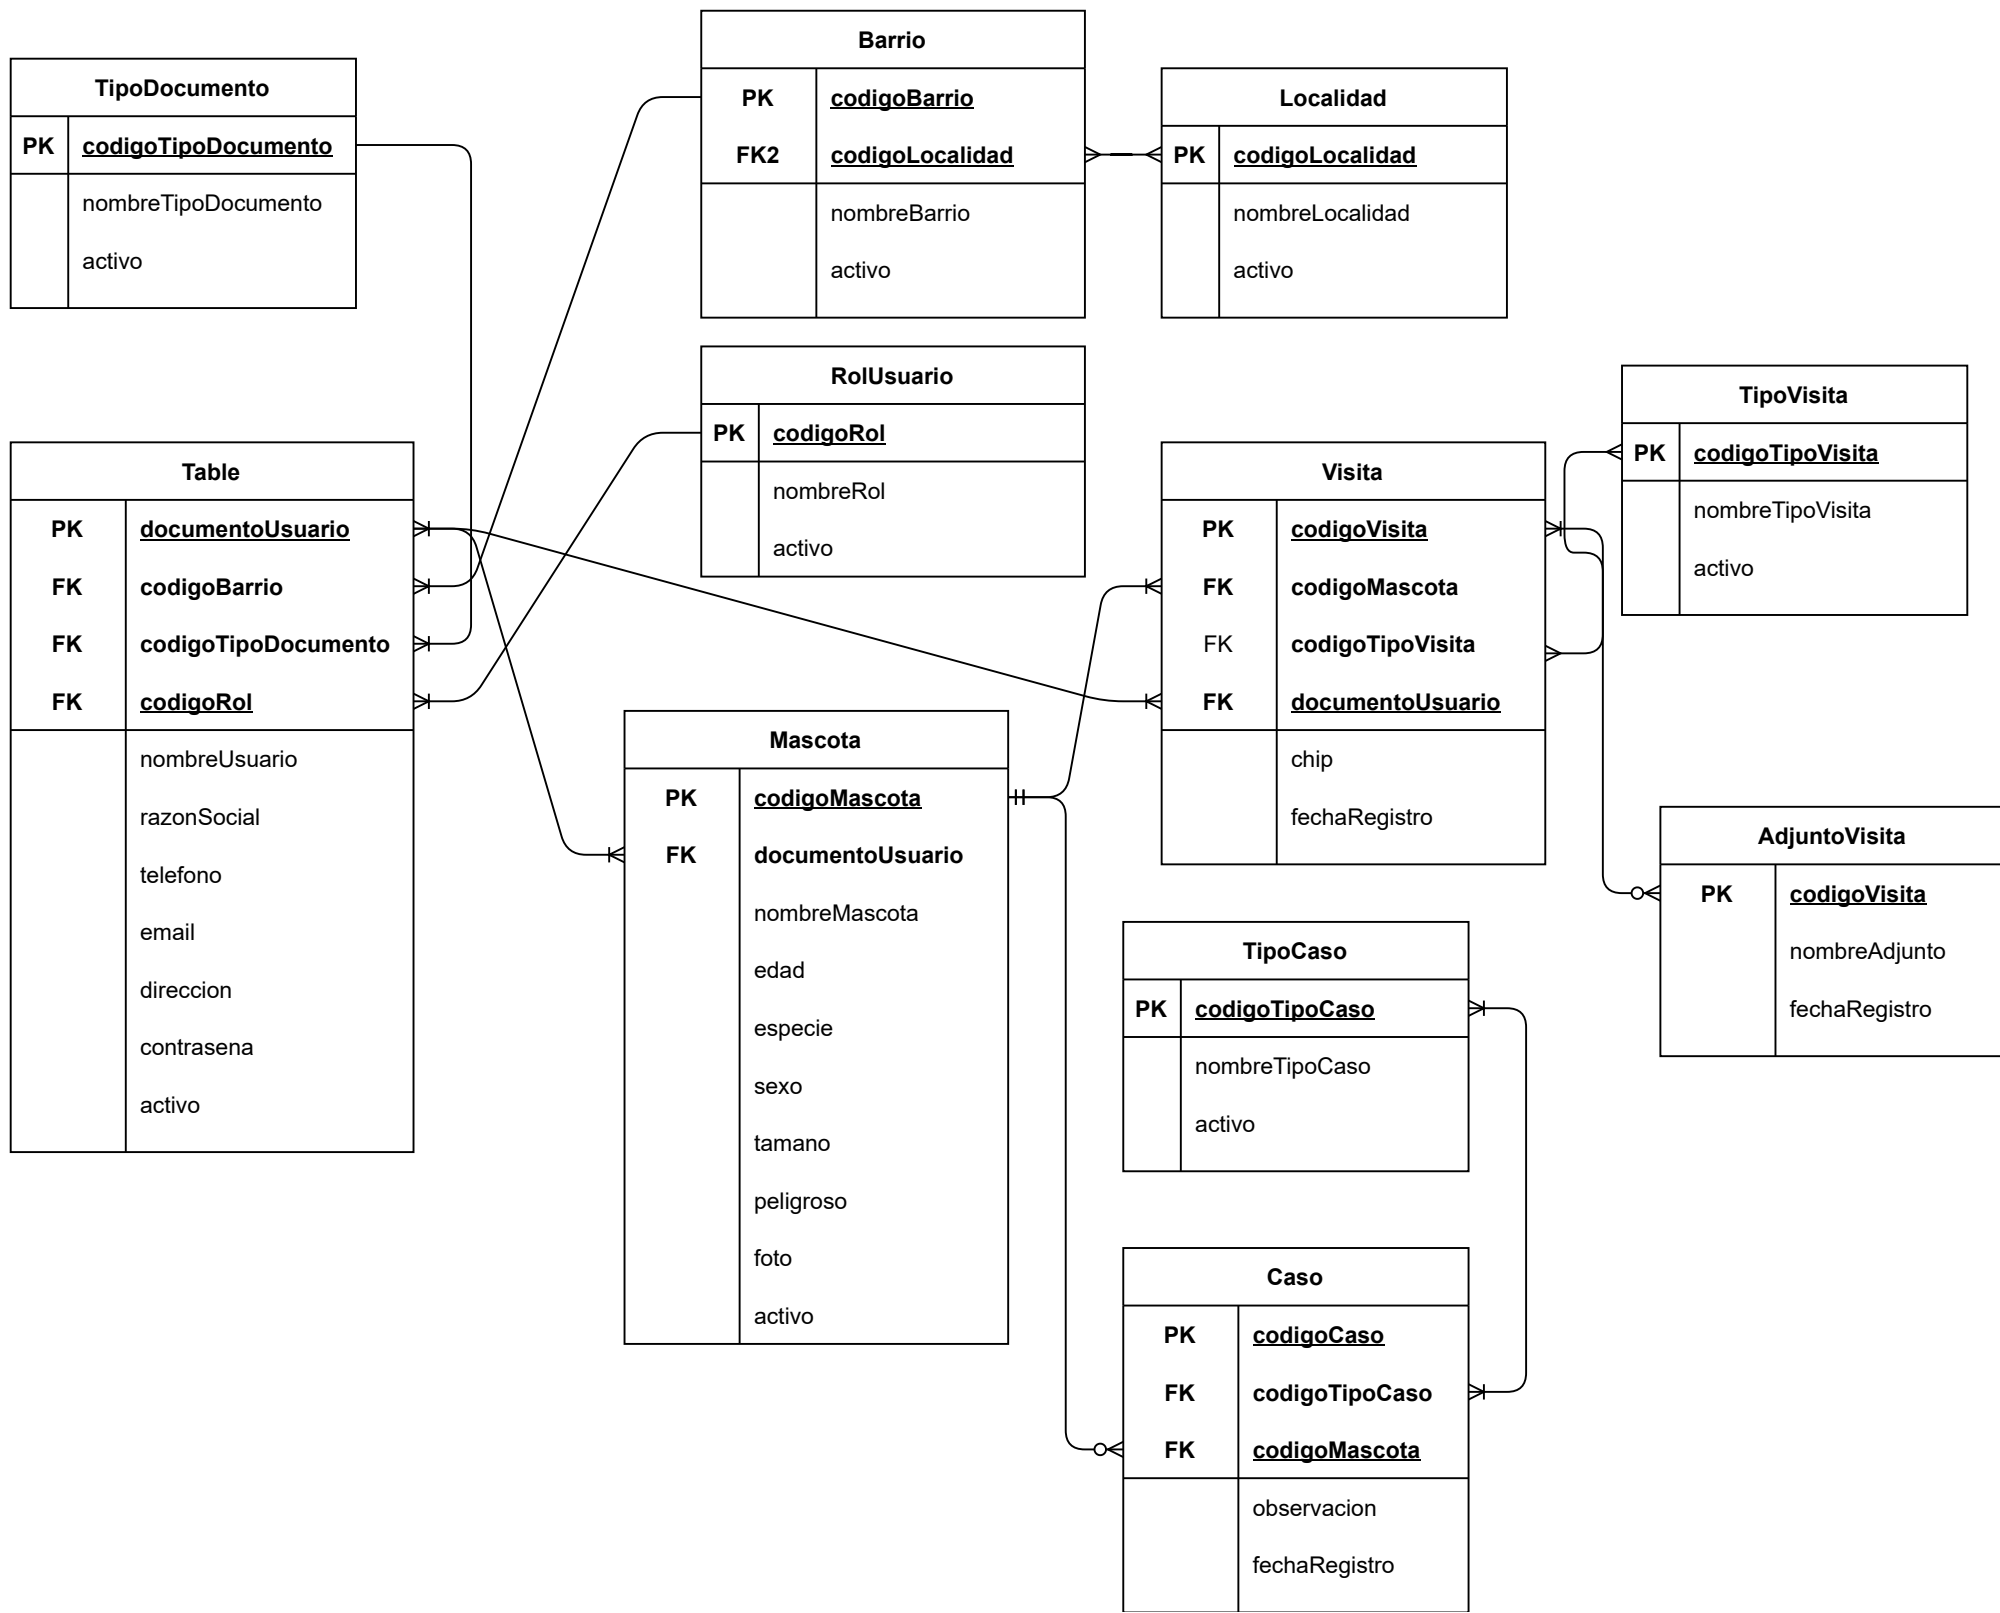 Barrio
PK codigoBarrio
FK2 codigoLocalidad
nombreBarrio
activo
TipoDocumento
PK codigoTipoDocumento
nombreTipoDocumento
activo
Localidad
PK codigoLocalidad
nombreLocalidad
activo
RolUsuario
PK codigoRol
nombreRol
activo
TipoVisita
PK codigoTipoVisita
nombreTipoVisita
activo
Table
PK documentoUsuario
FK codigoBarrio
FK codigoTipoDocumento
FK codigoRol
nombreUsuario
razonSocial
telefono
email
direccion
contrasena
activo
Visita
PK codigoVisita
FK codigoMascota
FK codigoTipoVisita
FK documentoUsuario
chip
fechaRegistro
Mascota
PK codigoMascota
FK documentoUsuario
nombreMascota
edad
especie
sexo
tamano
peligroso
foto
activo
AdjuntoVisita
PK codigoVisita
nombreAdjunto
fechaRegistro
TipoCaso
PK codigoTipoCaso
nombreTipoCaso
activo
Caso
PK codigoCaso
FK codigoTipoCaso
FK codigoMascota
observacion
fechaRegistro